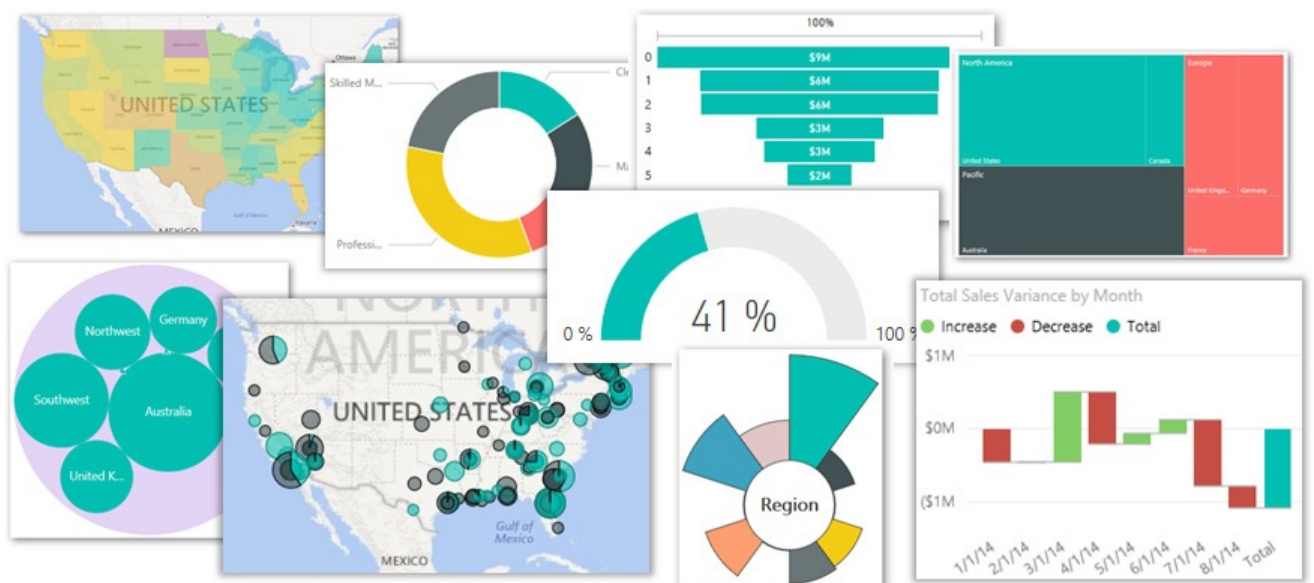 Ottawa
UNITED STATES
Gulf of Mexico
Havana
MEXICO
Skilled M...
Cle
Ma
Professi...
100%
0 $9M
1 $6M
2 $6M
3 $3M
4 $3M
5 $2M
North America
Europe
United States
Canada
Pacific
United Kingd...
Germany
Australia
France
0 %
41 %
100 %
Northwest
Germany
Southwest
Australia
United K...
NORTH
AMERICA
UNITED STATES
Gulf of
Mexico
MEXICO
Region
Total Sales Variance by Month
Increase Decrease Total
$1M
$0M
($1M
1/1/14 2/1/14 3/1/14 4/1/14 5/1/14 6/1/14 7/1/14 8/1/14 Total